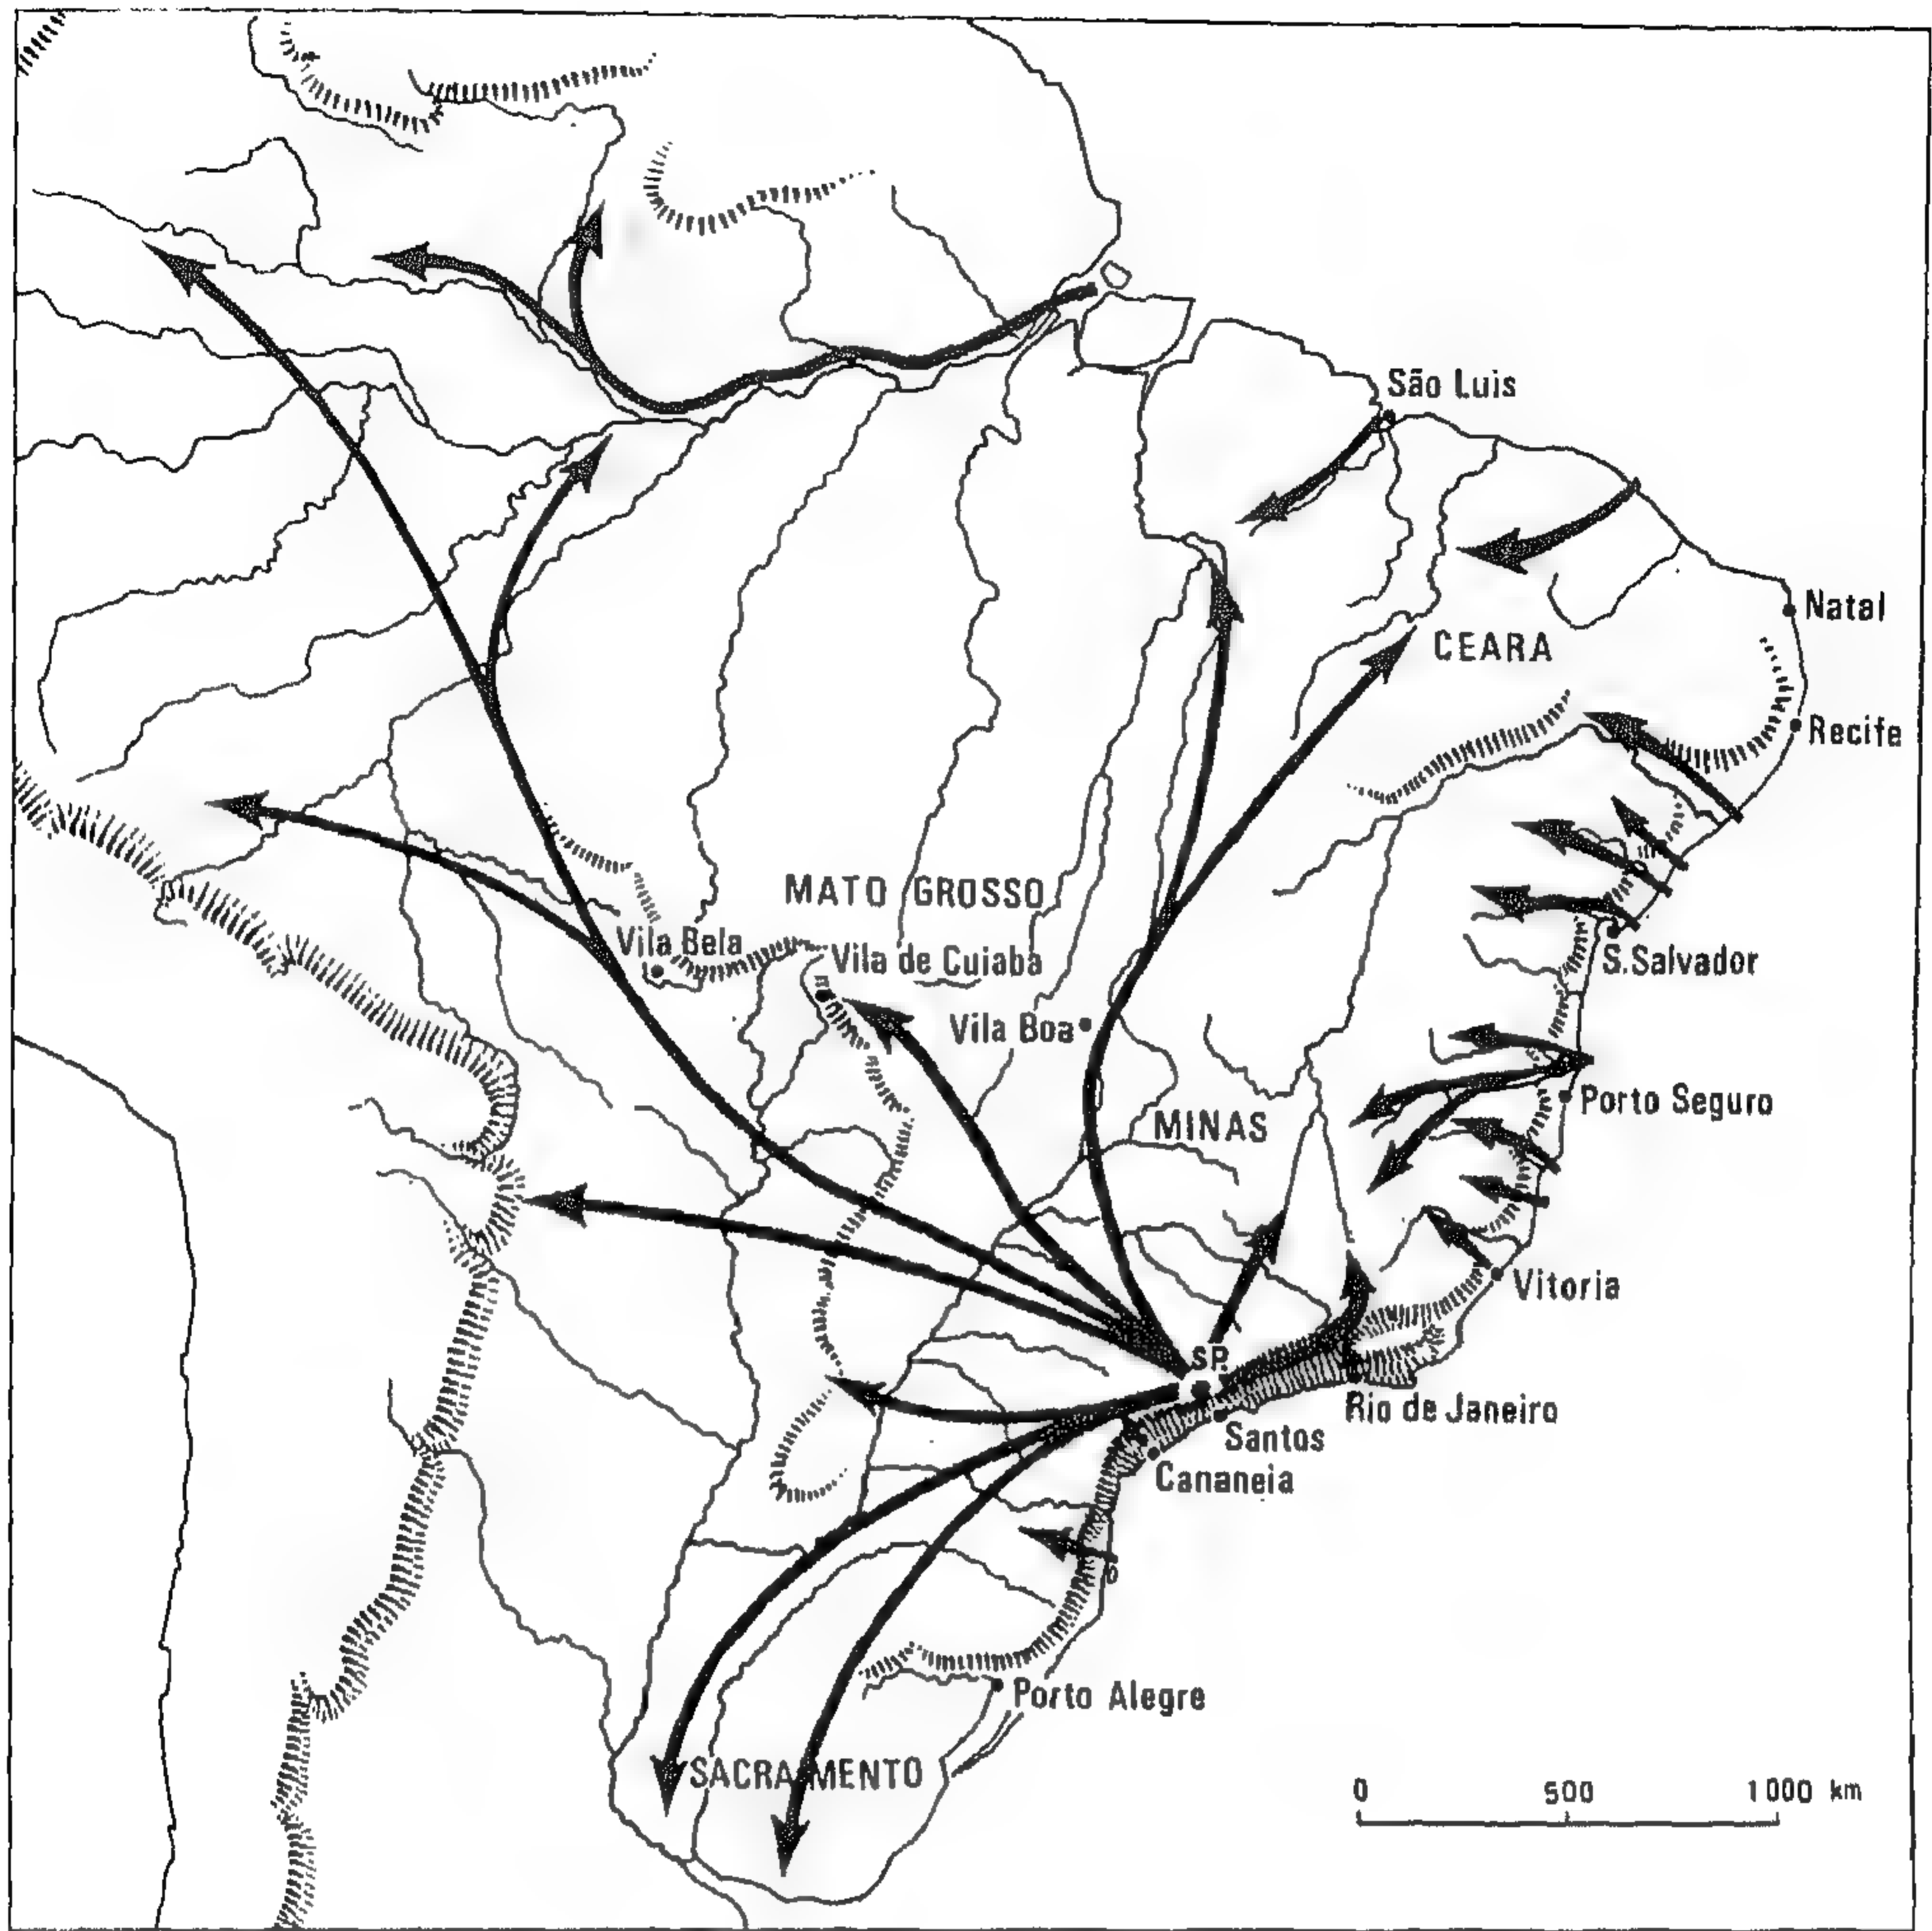 São Luis
Natal
CEARA
Recife
MATO GROSSO
Vila Bela
Vila de Cuiaba
S.Salvador
Vila Boa
Porto Seguro
MINAS
Vitoria
SP.
Rio de Janeiro
Santos
Cananeia
Porto Alegre
SACRAMENTO
0 500 1000 km